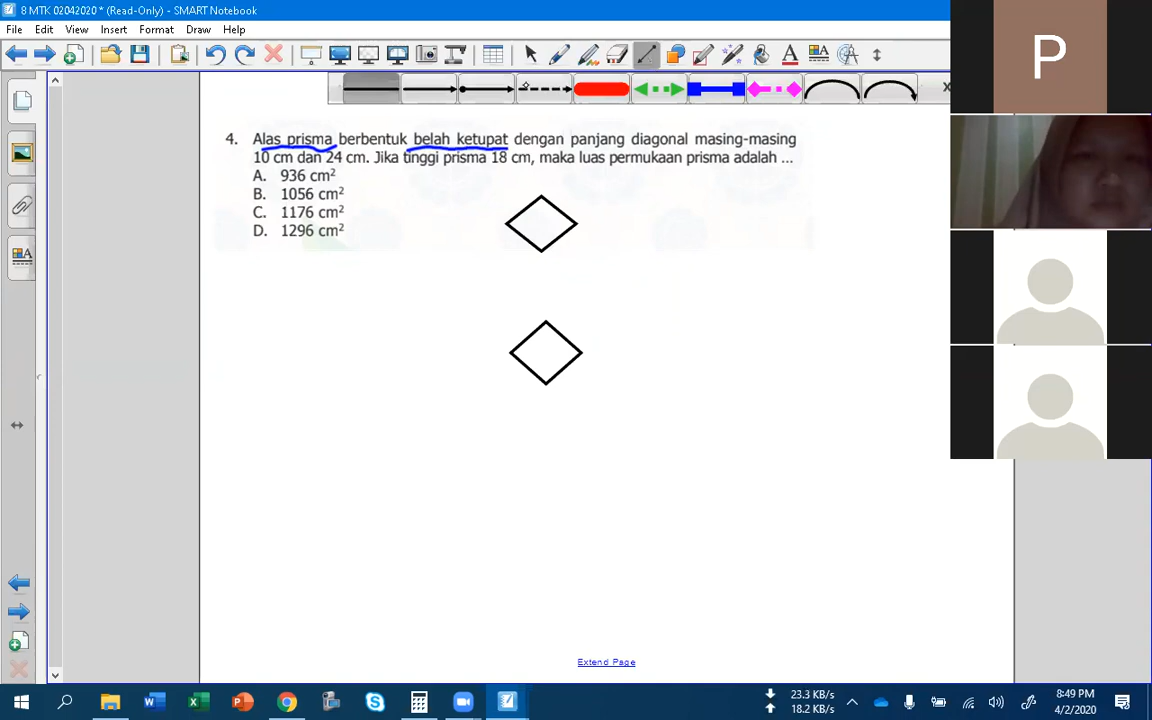 8 MTK 02042020 * (Read-Only) - SMART Notebook
File Edit View Insert Format Draw Help
X
P
4. Alas prisma berbentuk belah ketupat dengan panjang diagonal masing-masing
10 cm dan 24 cm. Jika tinggi prisma 18 cm, maka luas permukaan prisma adalah ...
A. 936 cm²
B. 1056 cm²
C. 1176 cm²
D. 1296 cm²
Extend Page
23.3 KB/s
18.2 KB/s
8:49 PM
4/2/2020